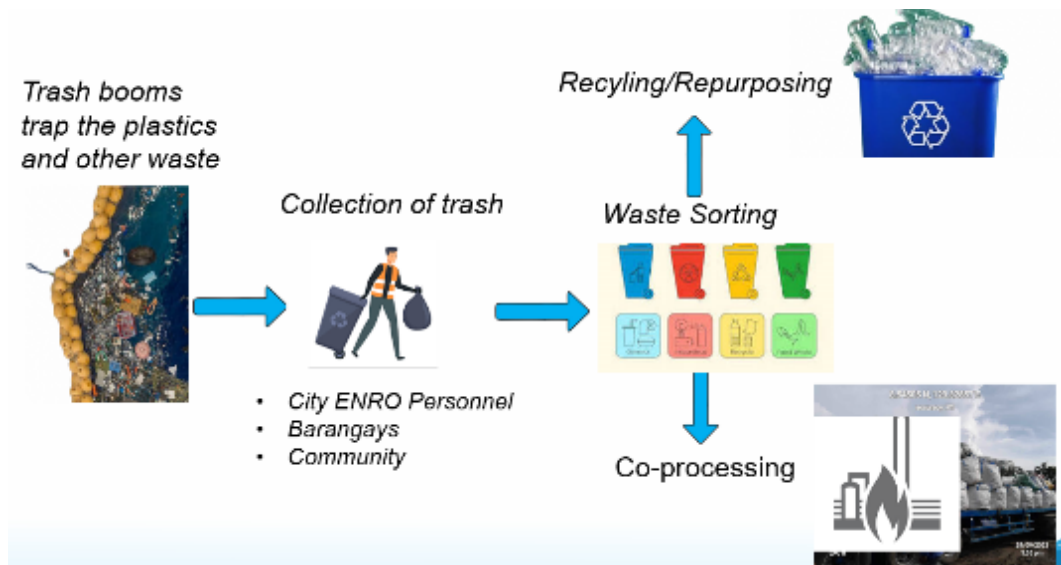 Trash booms
trap the plastics
and other waste
Collection of trash
• City ENRO Personnel
• Barangays
• Community
Waste Sorting
Recyling/Repurposing
Co-processing